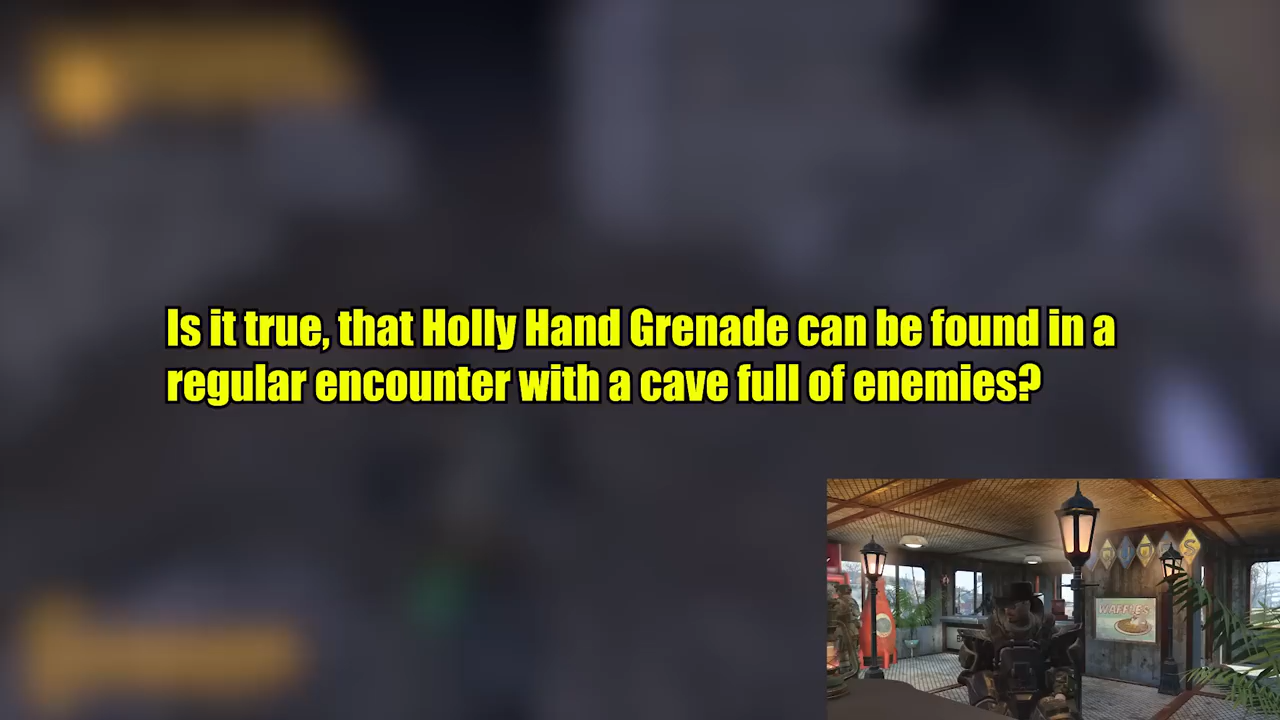 Is it true, that Holly Hand Grenade can be found in a
regular encounter with a cave full of enemies?
WAFFLES